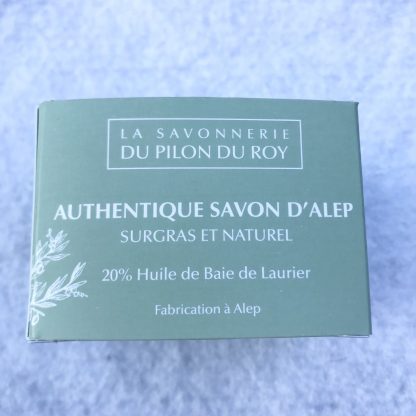 LA SAVONNERIE
DU PILON DU ROY
AUTHENTIQUE SAVON D'ALEP
SURGRAS ET NATUREL
20% Huile de Baie de Laurier
Fabrication à Alep